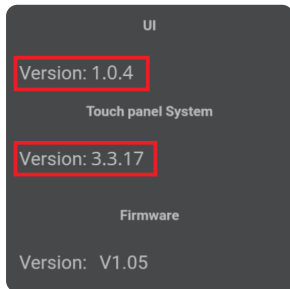 UI
Version: 1.0.4
Touch panel System
Version: 3.3.17
Firmware
Version: V1.05